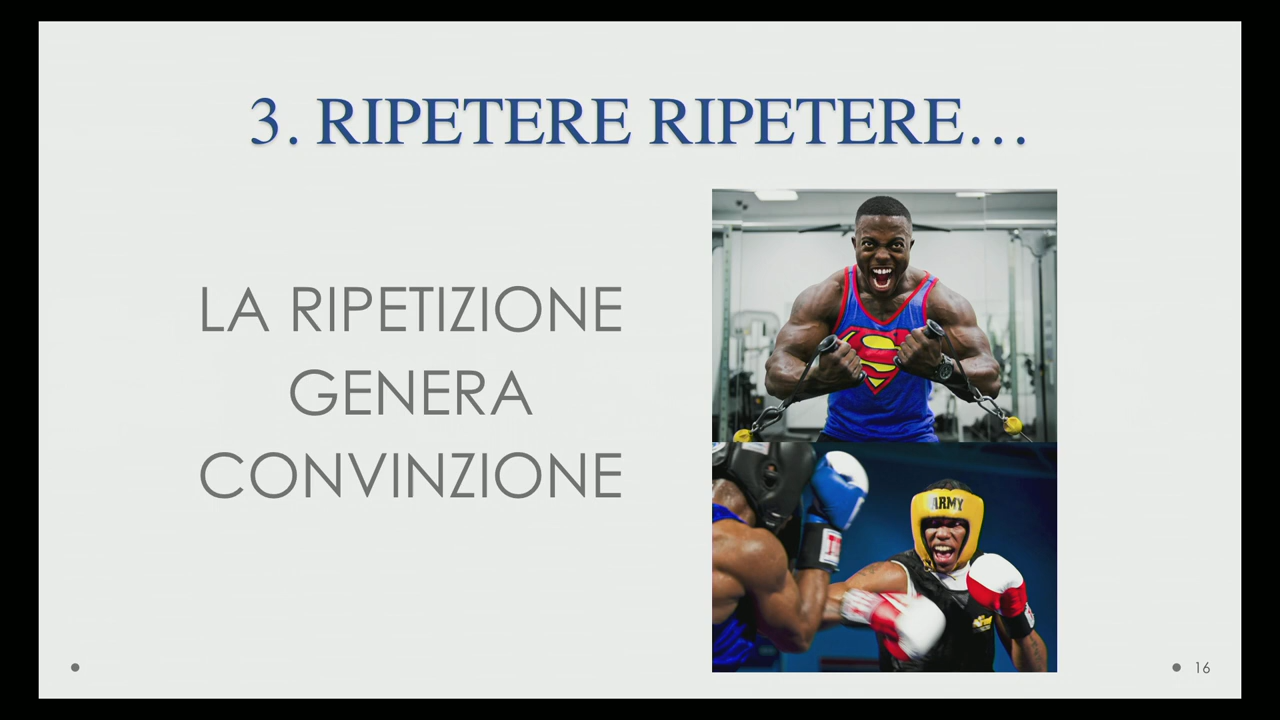 3. RIPETERE RIPETERE…
LA RIPETIZIONE
GENERA
CONVINZIONE
S
ARMY
16